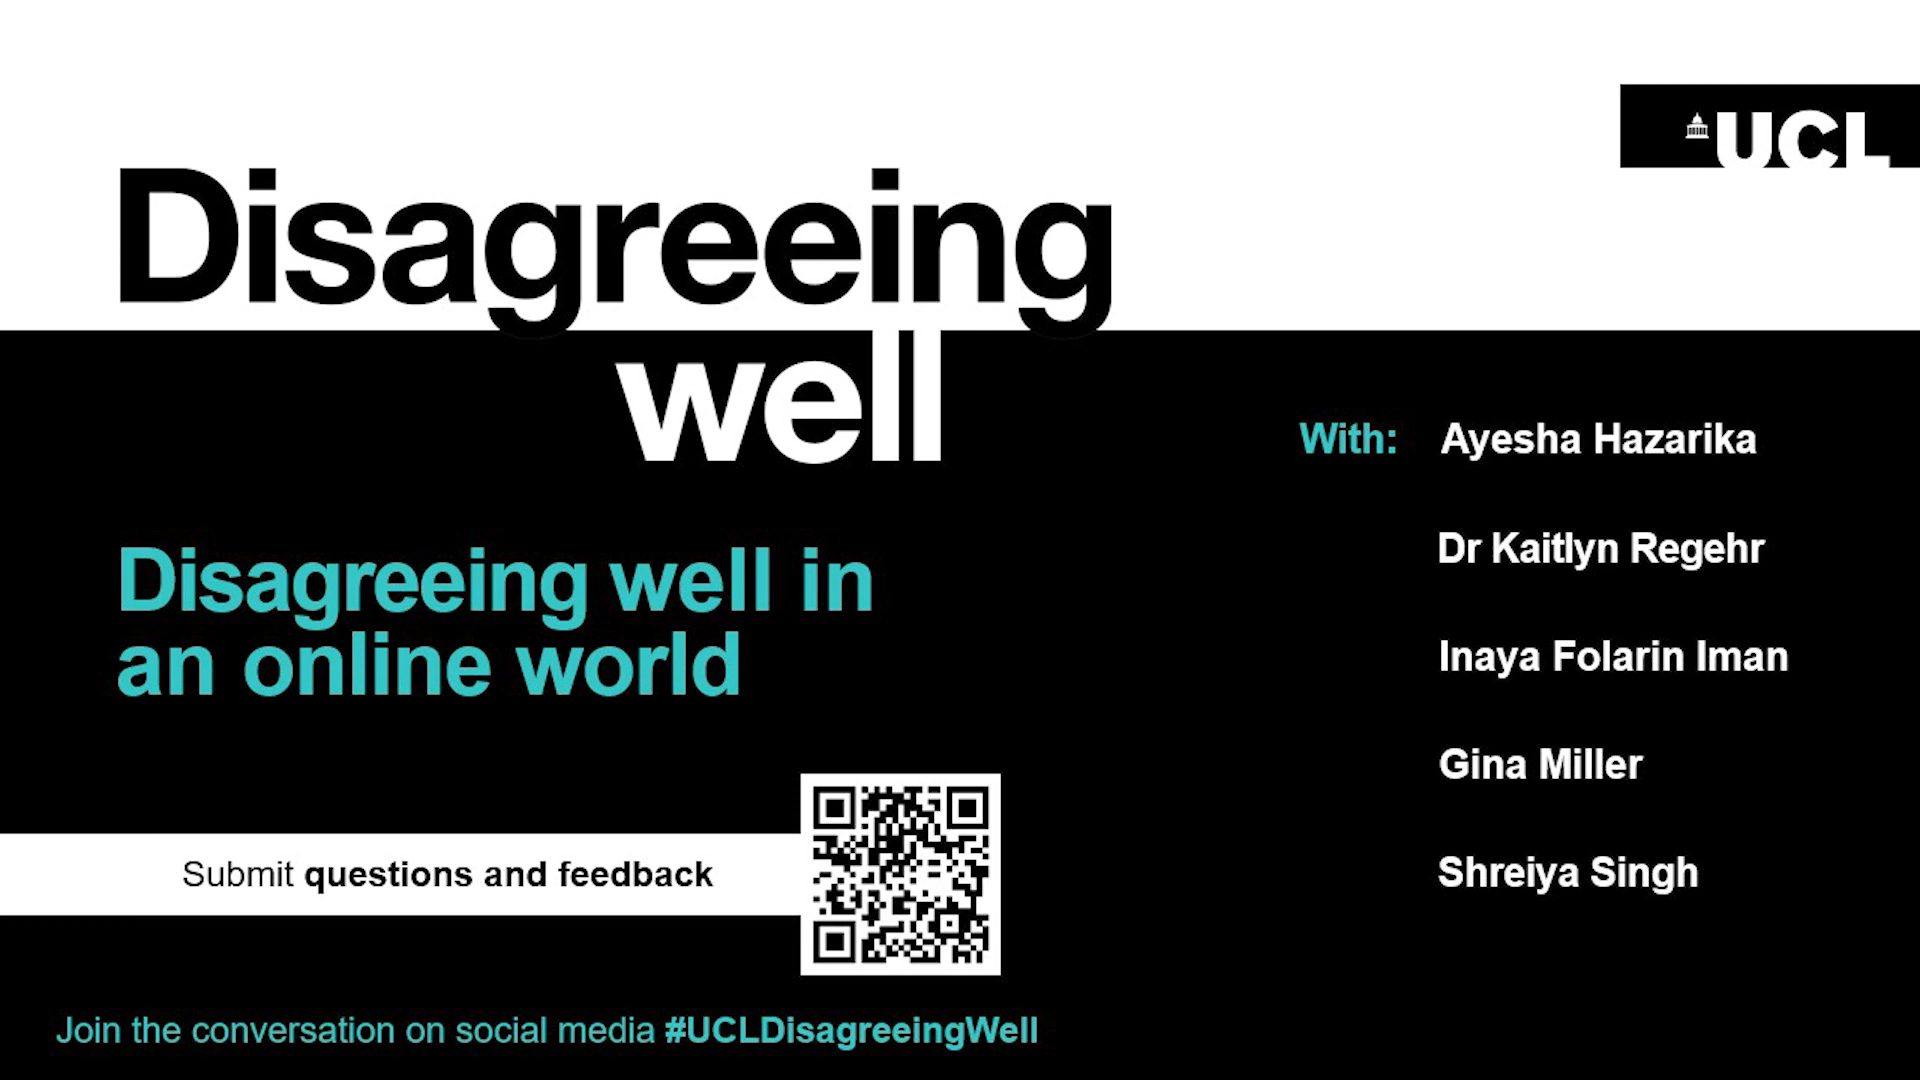 UCL
Disagreeing
well
Disagreeing well in
an online world
With: Ayesha Hazarika
Dr Kaitlyn Regehr
Inaya Folarin Iman
Gina Miller
Shreiya Singh
Submit questions and feedback
Join the conversation on social media #UCLDisagreeingWell